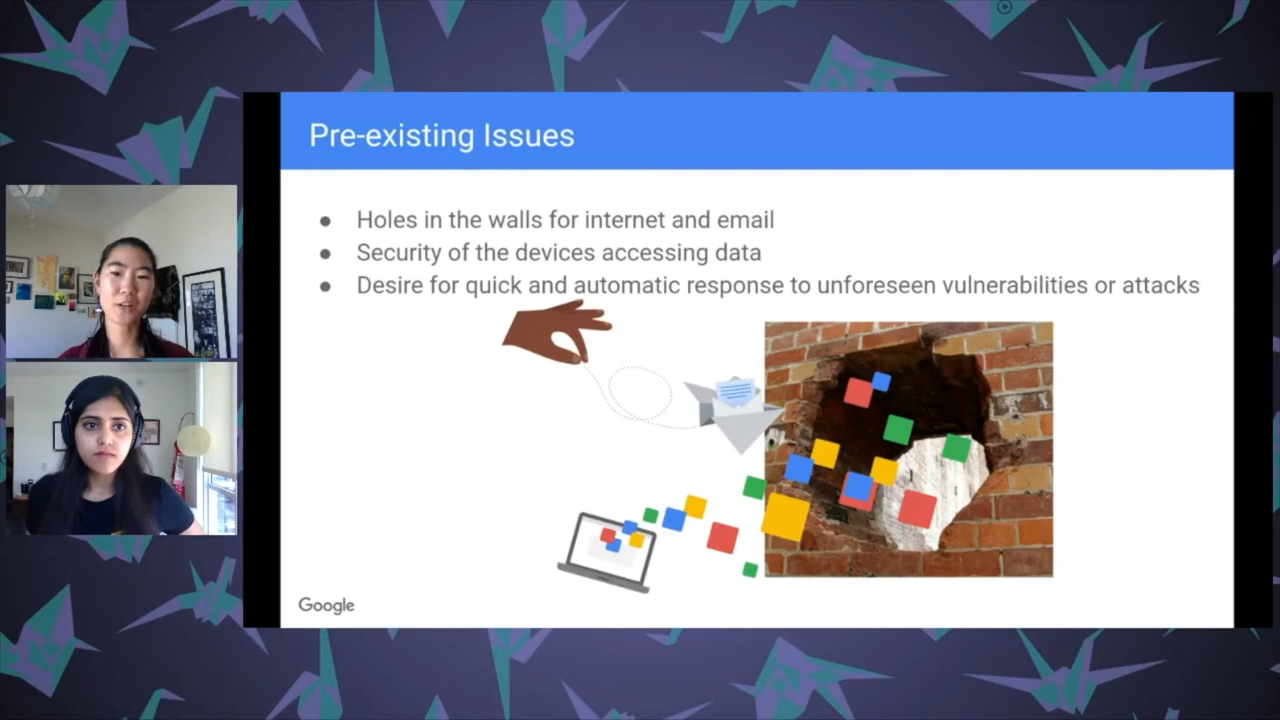 Pre-existing Issues
● Holes in the walls for internet and email
● Security of the devices accessing data
● Desire for quick and automatic response to unforeseen vulnerabilities or attacks
Google